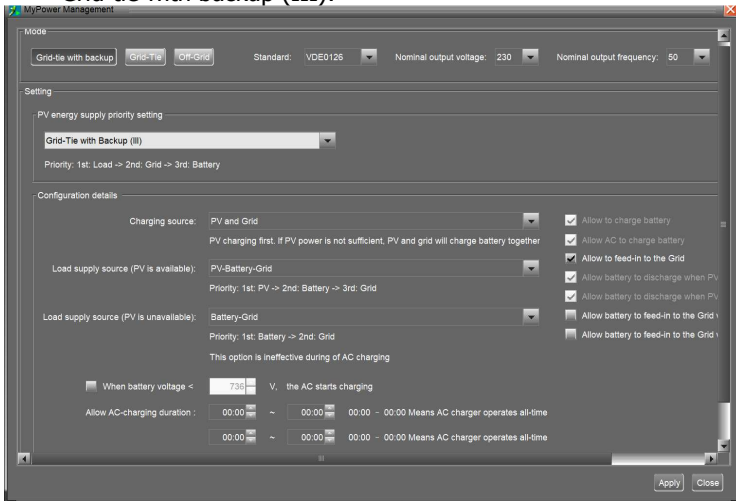 Grid-tie with backup (III):
MyPower Management
Mode
Grid-tie with backup Grid-Tie Off-Grid Standard: VDE0126 Nominal output voltage: 230 Nominal output frequency: 50
Setting
PV energy supply priority setting
Grid-Tie with Backup (III)
Priority: 1st: Load -> 2nd: Grid -> 3rd: Battery
Configuration details
Charging source: PV and Grid Allow to charge battery
PV charging first. If PV power is not sufficient, PV and grid will charge battery together Allow AC to charge battery
Allow to feed-in to the Grid
Load supply source (PV is available): PV-Battery-Grid Allow battery to discharge when PV
Priority: 1st: PV -> 2nd: Battery -> 3rd: Grid Allow battery to discharge when PV
Load supply source (PV is unavailable): Battery-Grid Allow battery to feed-in to the Grid
Priority: 1st: Battery -> 2nd: Grid Allow battery to feed-in to the Grid
This option is ineffective during of AC charging
When battery voltage < 736 V, the AC starts charging
Allow AC-charging duration : 00:00 ~ 00:00 00:00 - 00:00 Means AC charger operates all-time
00:00 ~ 00:00 00:00 - 00:00 Means AC charger operates all-time
Apply Close